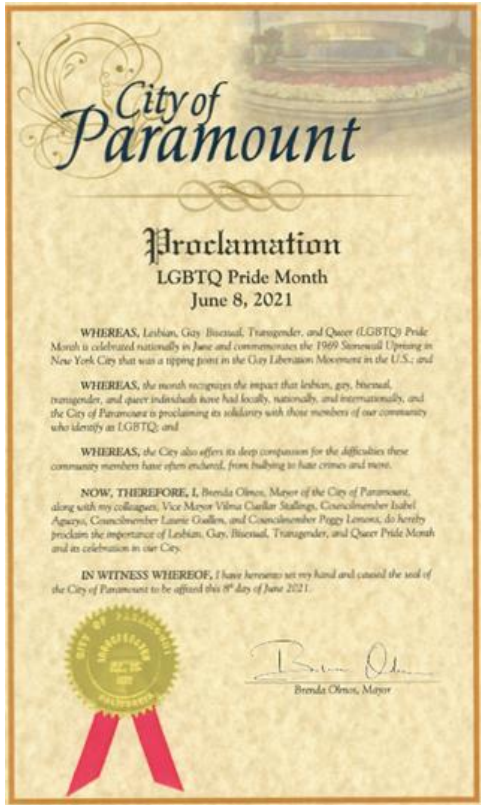 City of
Paramount
Proclamation
LGBTQ Pride Month
June 8, 2021
WHEREAS, Lesbian, Gay, Bisexual, Transgender, and Queer (LGBTQ) Pride
Month is celebrated nationally in June and commemorates the 1969 Stonewall Uprising in
New York City that was a tipping point in the Gay Liberation Movement in the U.S.; and
WHEREAS, the month recognizes the impact that lesbian, gay, bisexual,
transgender, and queer individuals have had locally, nationally, and internationally, and
the City of Paramount is proclaiming its solidarity with those members of our community
who identify as LGBTQ; and
WHEREAS, the City also offers its deep compassion for the difficulties these
community members have often endured, from bullying to hate crimes and more.
NOW, THEREFORE, I, Brenda Olmos, Mayor of the City of Paramount,
along with my colleagues, Vice Mayor Vilma Cuellar Stallings, Councilmember Isabel
Aguayo, Councilmember Laurie Guillen, and Councilmember Peggy Lemons, do hereby
proclaim the importance of Lesbian, Gay, Bisexual, Transgender, and Queer Pride Month
and its celebration in our City.
IN WITNESS WHEREOF, I have hereunto set my hand and caused the seal of
the City of Paramount to be affixed this 8th day of June 2021.
CITY OF PARAMOUNT
CALIFORNIA
Brenda Olmos, Mayor